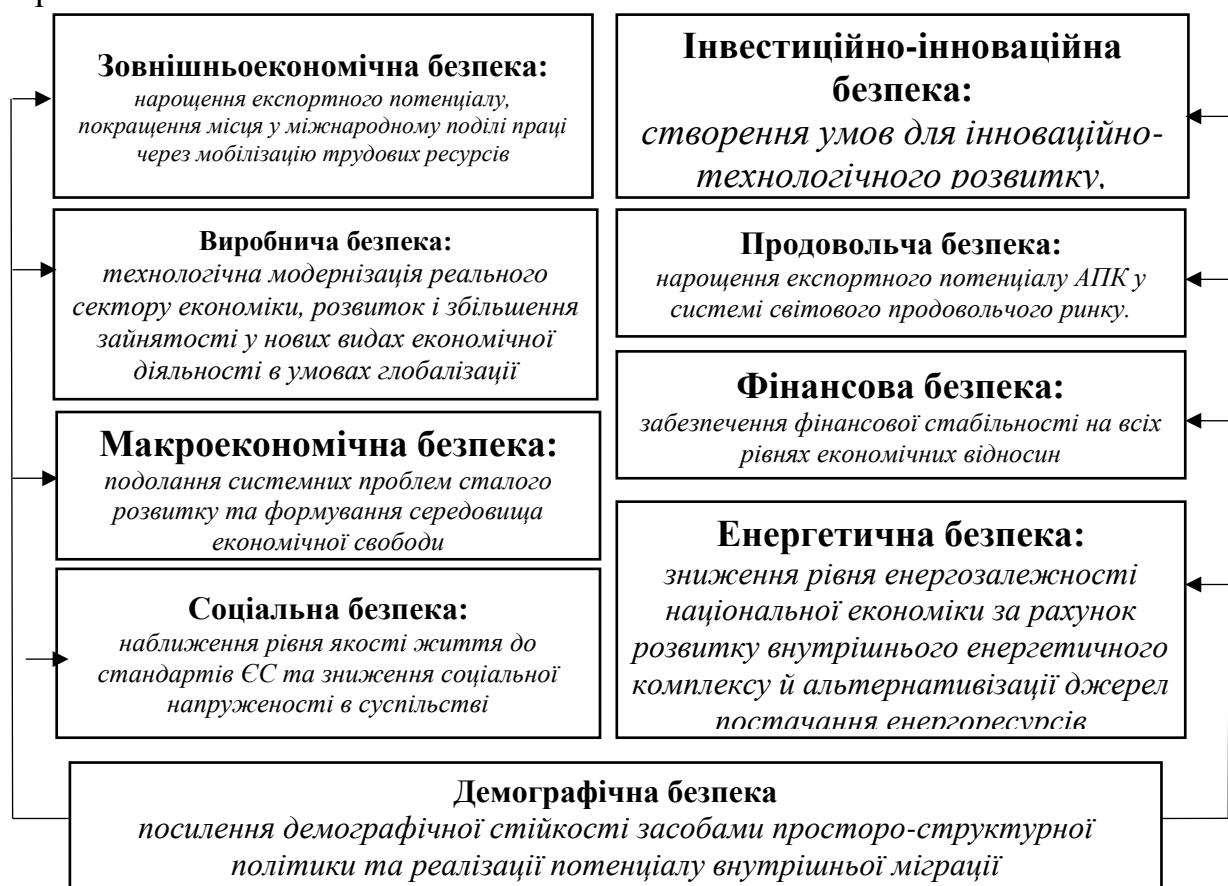 Зовнішньоекономічна безпека:
нарощення експортного потенціалу,
покращення місця у міжнародному поділі праці
через мобілізацію трудових ресурсів
Виробнича безпека:
технологічна модернізація реального
сектору економіки, розвиток і збільшення
зайнятості у нових видах економічної
діяльності в умовах глобалізації
Макроекономічна безпека:
подолання системних проблем сталого
розвитку та формування середовища
економічної свободи
Соціальна безпека:
наближення рівня якості життя до
стандартів ЄС та зниження соціальної
напруженості в суспільстві
Інвестиційно-інноваційна
безпека:
створення умов для інноваційно-
технологічного розвитку,
Продовольча безпека:
нарощення експортного потенціалу АПК у
системі світового продовольчого ринку.
Фінансова безпека:
забезпечення фінансової стабільності на всіх
рівнях економічних відносин
Енергетична безпека:
зниження рівня енергозалежності
національної економіки за рахунок
розвитку внутрішнього енергетичного
комплексу й альтернативізації джерел
постачання енергоресурсів
Демографічна безпека
посилення демографічної стійкості засобами просторо-структурної
політики та реалізації потенціалу внутрішньої міграції